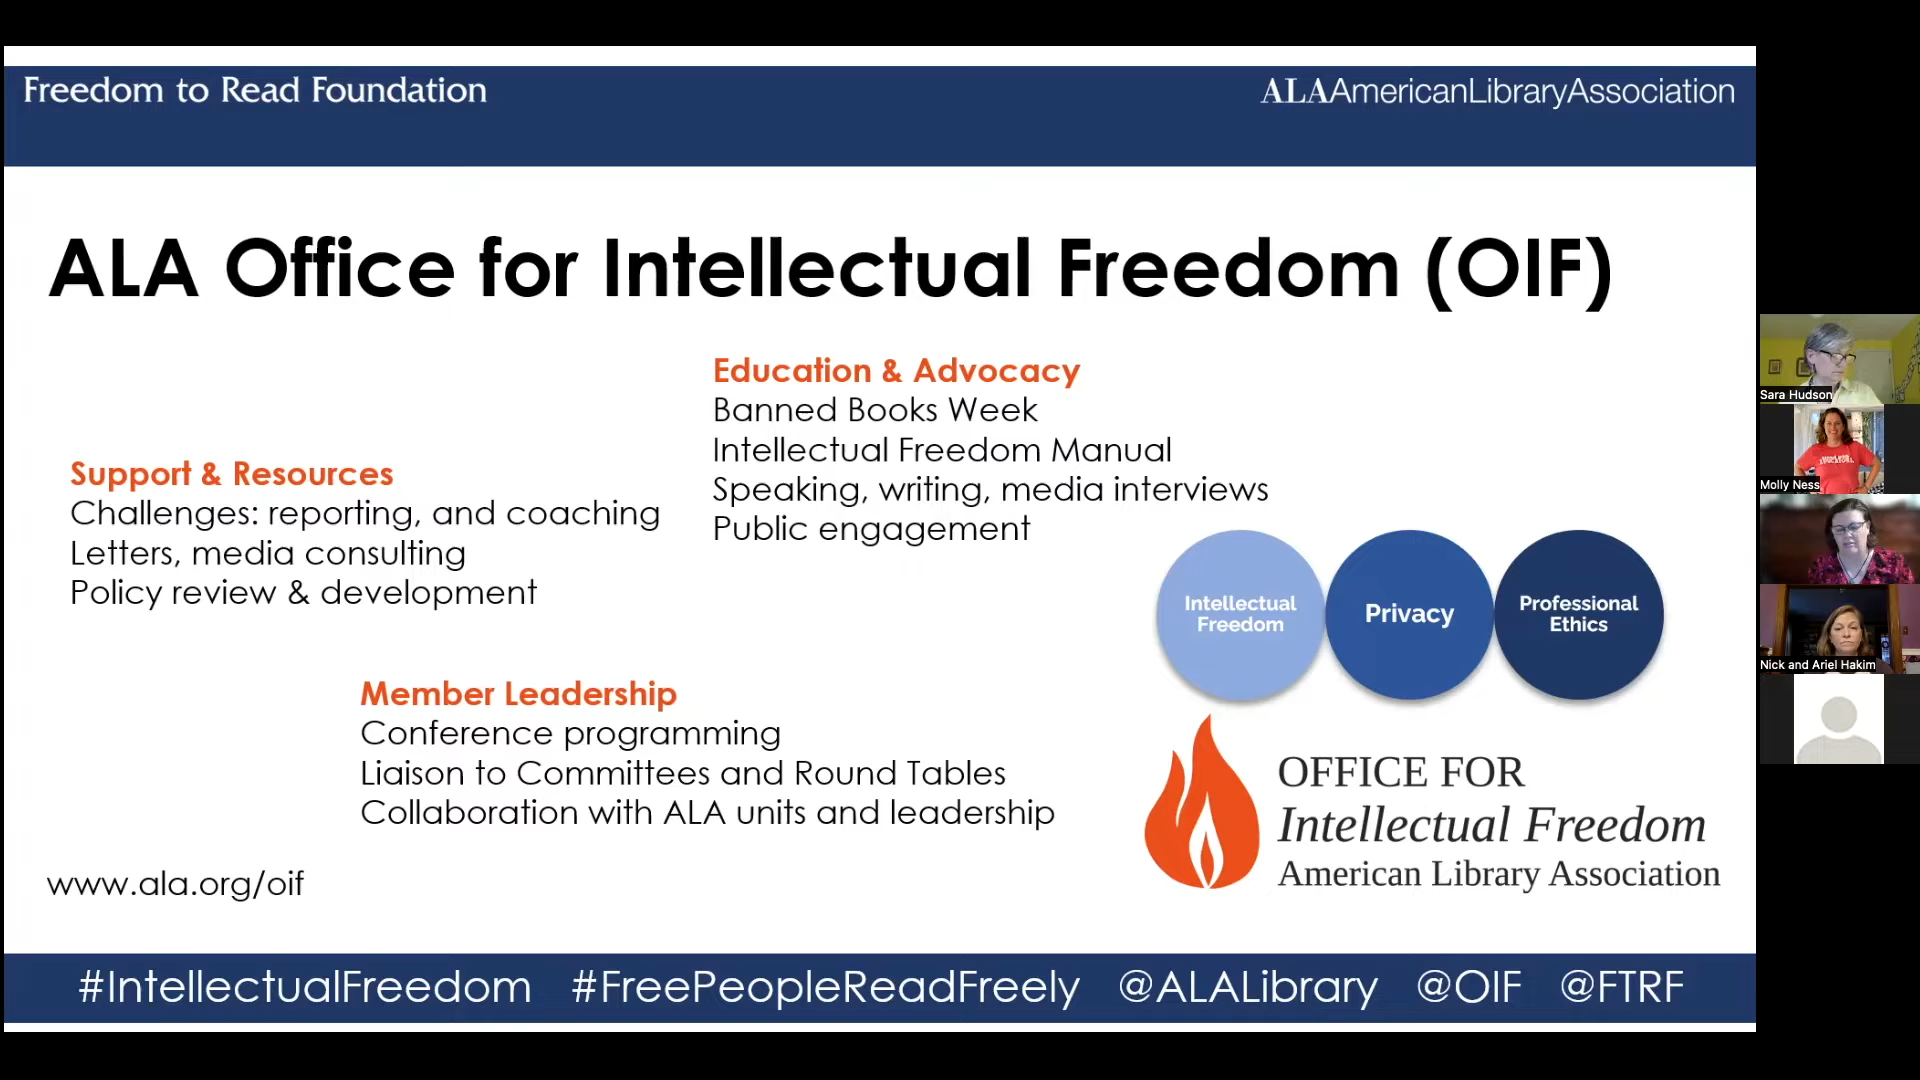 Freedom to Read Foundation
ALAAmericanLibraryAssociation
ALA Office for Intellectual Freedom (OIF)
Education & Advocacy
Banned Books Week
Intellectual Freedom Manual
Speaking, writing, media interviews
Public engagement
Support & Resources
Challenges: reporting, and coaching
Letters, media consulting
Policy review & development
Intellectual
Freedom
Privacy
Professional
Ethics
Member Leadership
Conference programming
Liaison to Committees and Round Tables
Collaboration with ALA units and leadership
OFFICE FOR
Intellectual Freedom
American Library Association
www.ala.org/oif
#IntellectualFreedom #FreePeopleReadFreely @ALALibrary @OIF @FTRF
Sara Hudson
Molly Ness
Nick and Ariel Hakim